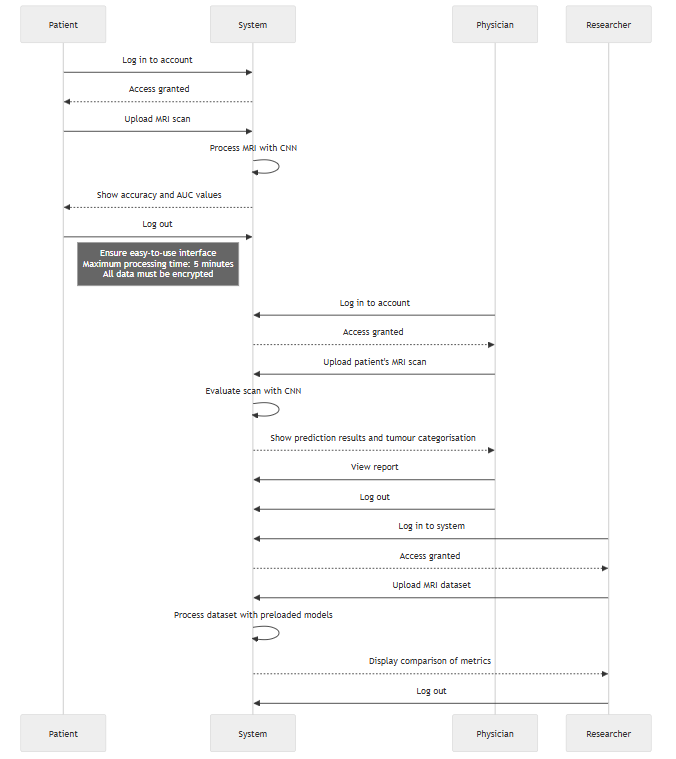 Patient
System
Physician
Researcher
Log in to account
Access granted
Upload MRI scan
Process MRI with CNN
Show accuracy and AUC values
Log out
Ensure easy-to-use interface
Maximum processing time: 5 minutes
All data must be encrypted
Log in to account
Access granted
Upload patient's MRI scan
Evaluate scan with CNN
Show prediction results and tumour categorisation
View report
Log out
Log in to system
Access granted
Upload MRI dataset
Process dataset with preloaded models
Display comparison of metrics
Log out
Patient
System
Physician
Researcher